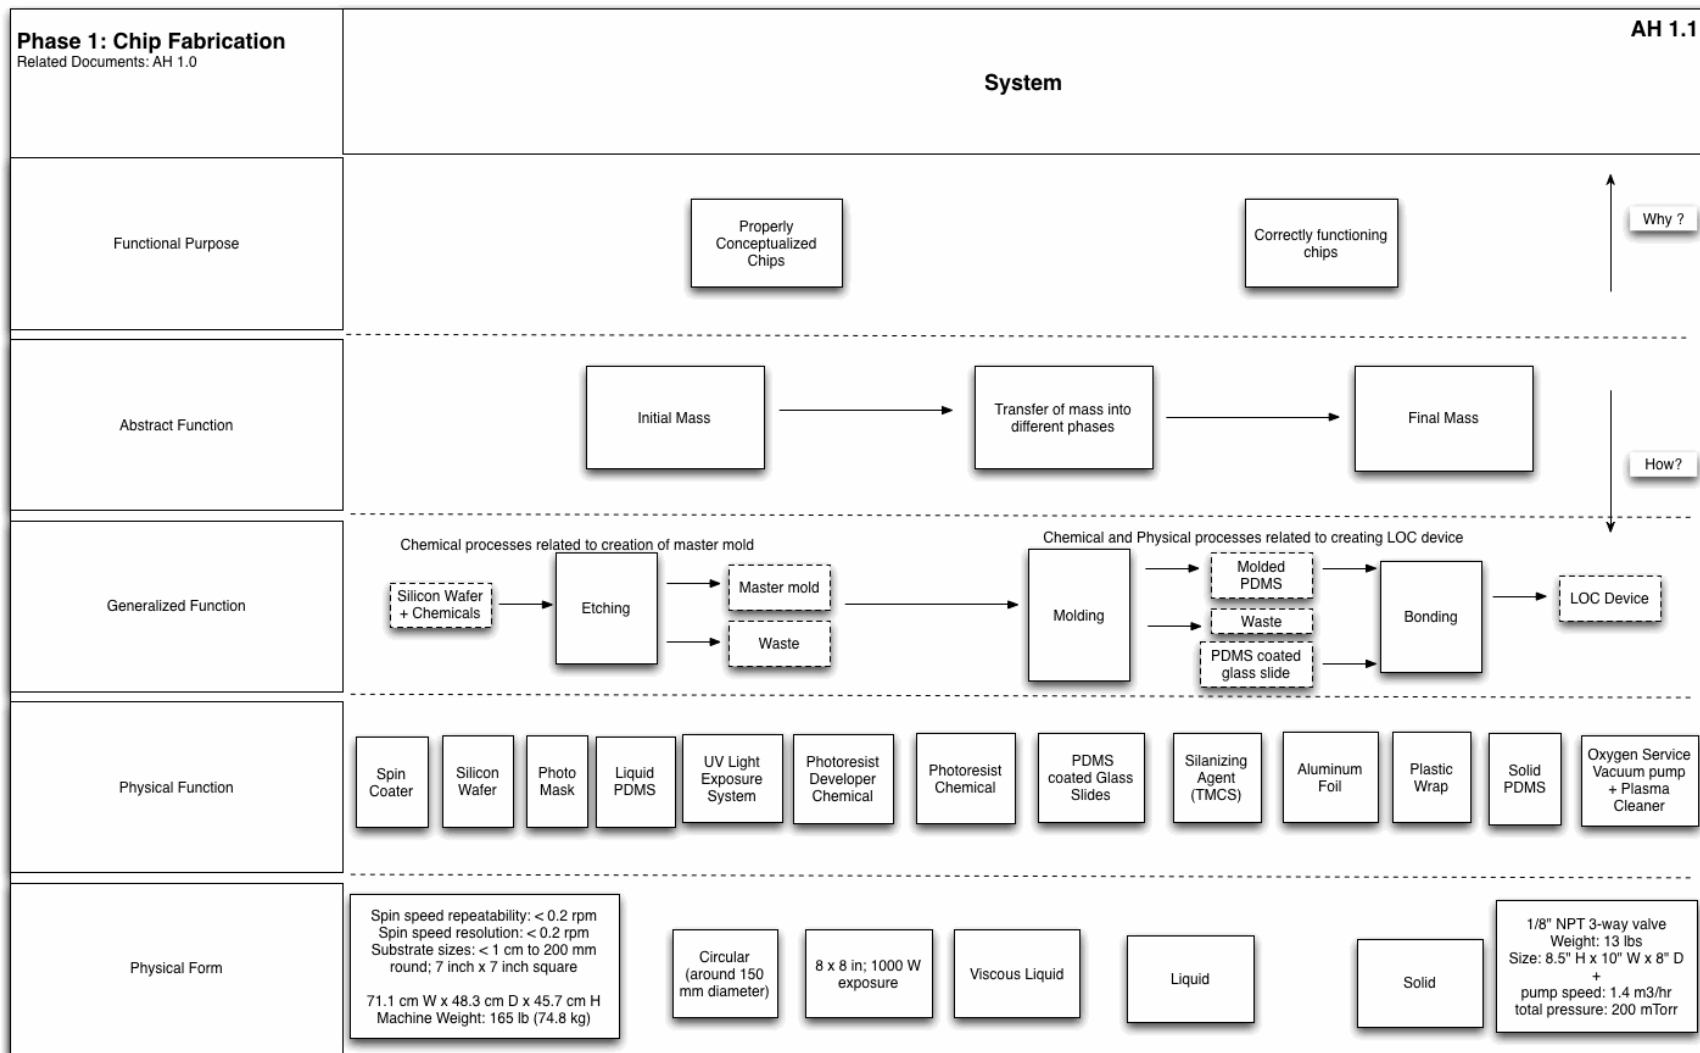 Phase 1: Chip Fabrication
Related Documents: AH 1.0
AH 1.1
System
Functional Purpose
Properly
Conceptualized
Chips
Correctly functioning
chips
Why ?
Abstract Function
Initial Mass
Transfer of mass into
different phases
Final Mass
How?
Generalized Function
Chemical processes related to creation of master mold
Silicon Wafer
+ Chemicals
Etching
Master mold
Waste
Chemical and Physical processes related to creating LOC device
Molding
Molded
PDMS
Waste
PDMS coated
glass slide
Bonding
LOC Device
Physical Function
Spin
Coater
Silicon
Wafer
Photo
Mask
Liquid
PDMS
UV Light
Exposure
System
Photoresist
Developer
Chemical
Photoresist
Chemical
PDMS
coated Glass
Slides
Silanizing
Agent
(TMCS)
Aluminum
Foil
Plastic
Wrap
Solid
PDMS
Oxygen Service
Vacuum pump
+ Plasma
Cleaner
Physical Form
Spin speed repeatability: < 0.2 rpm
Spin speed resolution: < 0.2 rpm
Substrate sizes: < 1 cm to 200 mm
round; 7 inch x 7 inch square
71.1 cm W x 48.3 cm D x 45.7 cm H
Machine Weight: 165 lb (74.8 kg)
Circular
(around 150
mm diameter)
8 x 8 in; 1000 W
exposure
Viscous Liquid
Liquid
Solid
1/8" NPT 3-way valve
Weight: 13 lbs
Size: 8.5" H x 10" W x 8" D
+
pump speed: 1.4 m3/hr
total pressure: 200 mTorr